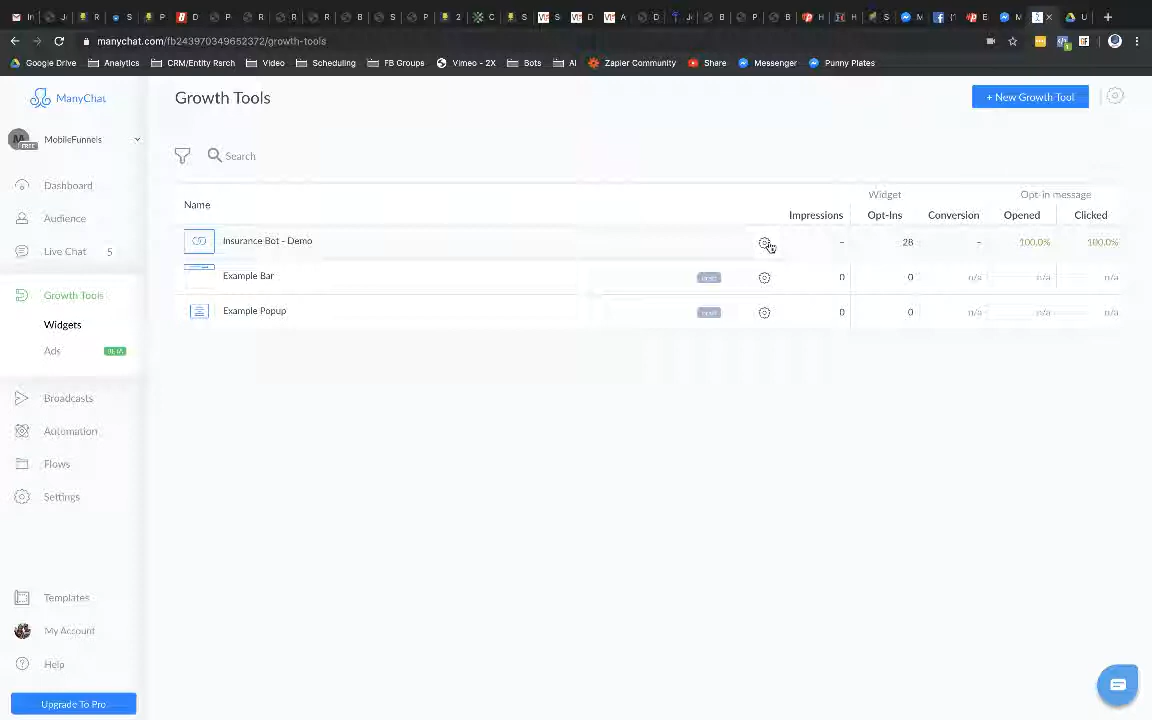 manychat.com/fb243970349652372/growth-tools
Google Drive Analytics CRM/Entity Rsrch Video Scheduling FB Groups Vimeo - 2X Bots AI Zapier Community Share Messenger Punny Plates
ManyChat
Growth Tools
+ New Growth Tool
MobileFunnels
FREE
Search
Dashboard
Audience
Live Chat 5
Growth Tools
Widgets
Ads BETA
Broadcasts
Automation
Flows
Settings
Templates
My Account
Help
Upgrade To Pro
Widget Opt-in message
Name Impressions Opt-Ins Conversion Opened Clicked
Insurance Bot - Demo – 28 – 100.0% 100.0%
Example Bar 0 0 n/a n/a n/a
Example Popup 0 0 n/a n/a n/a